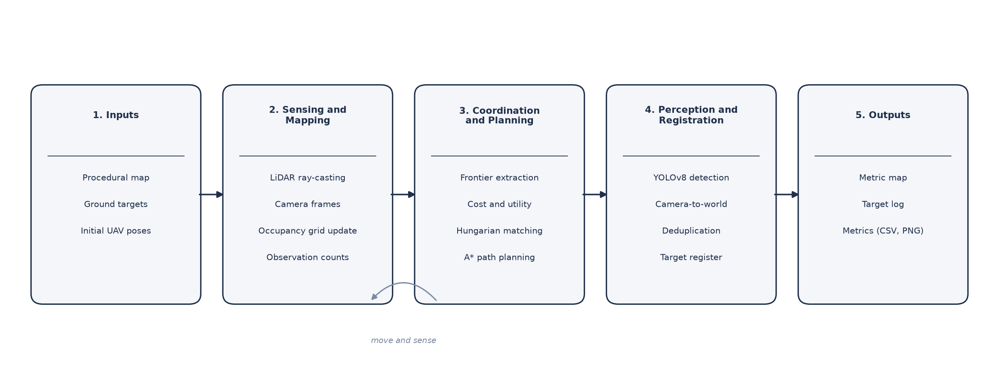 1. Inputs
Procedural map
Ground targets
Initial UAV poses
2. Sensing and
Mapping
LiDAR ray-casting
Camera frames
Occupancy grid update
Observation counts
3. Coordination
and Planning
Frontier extraction
Cost and utility
Hungarian matching
A* path planning
4. Perception and
Registration
YOLOv8 detection
Camera-to-world
Deduplication
Target register
5. Outputs
Metric map
Target log
Metrics (CSV, PNG)
move and sense